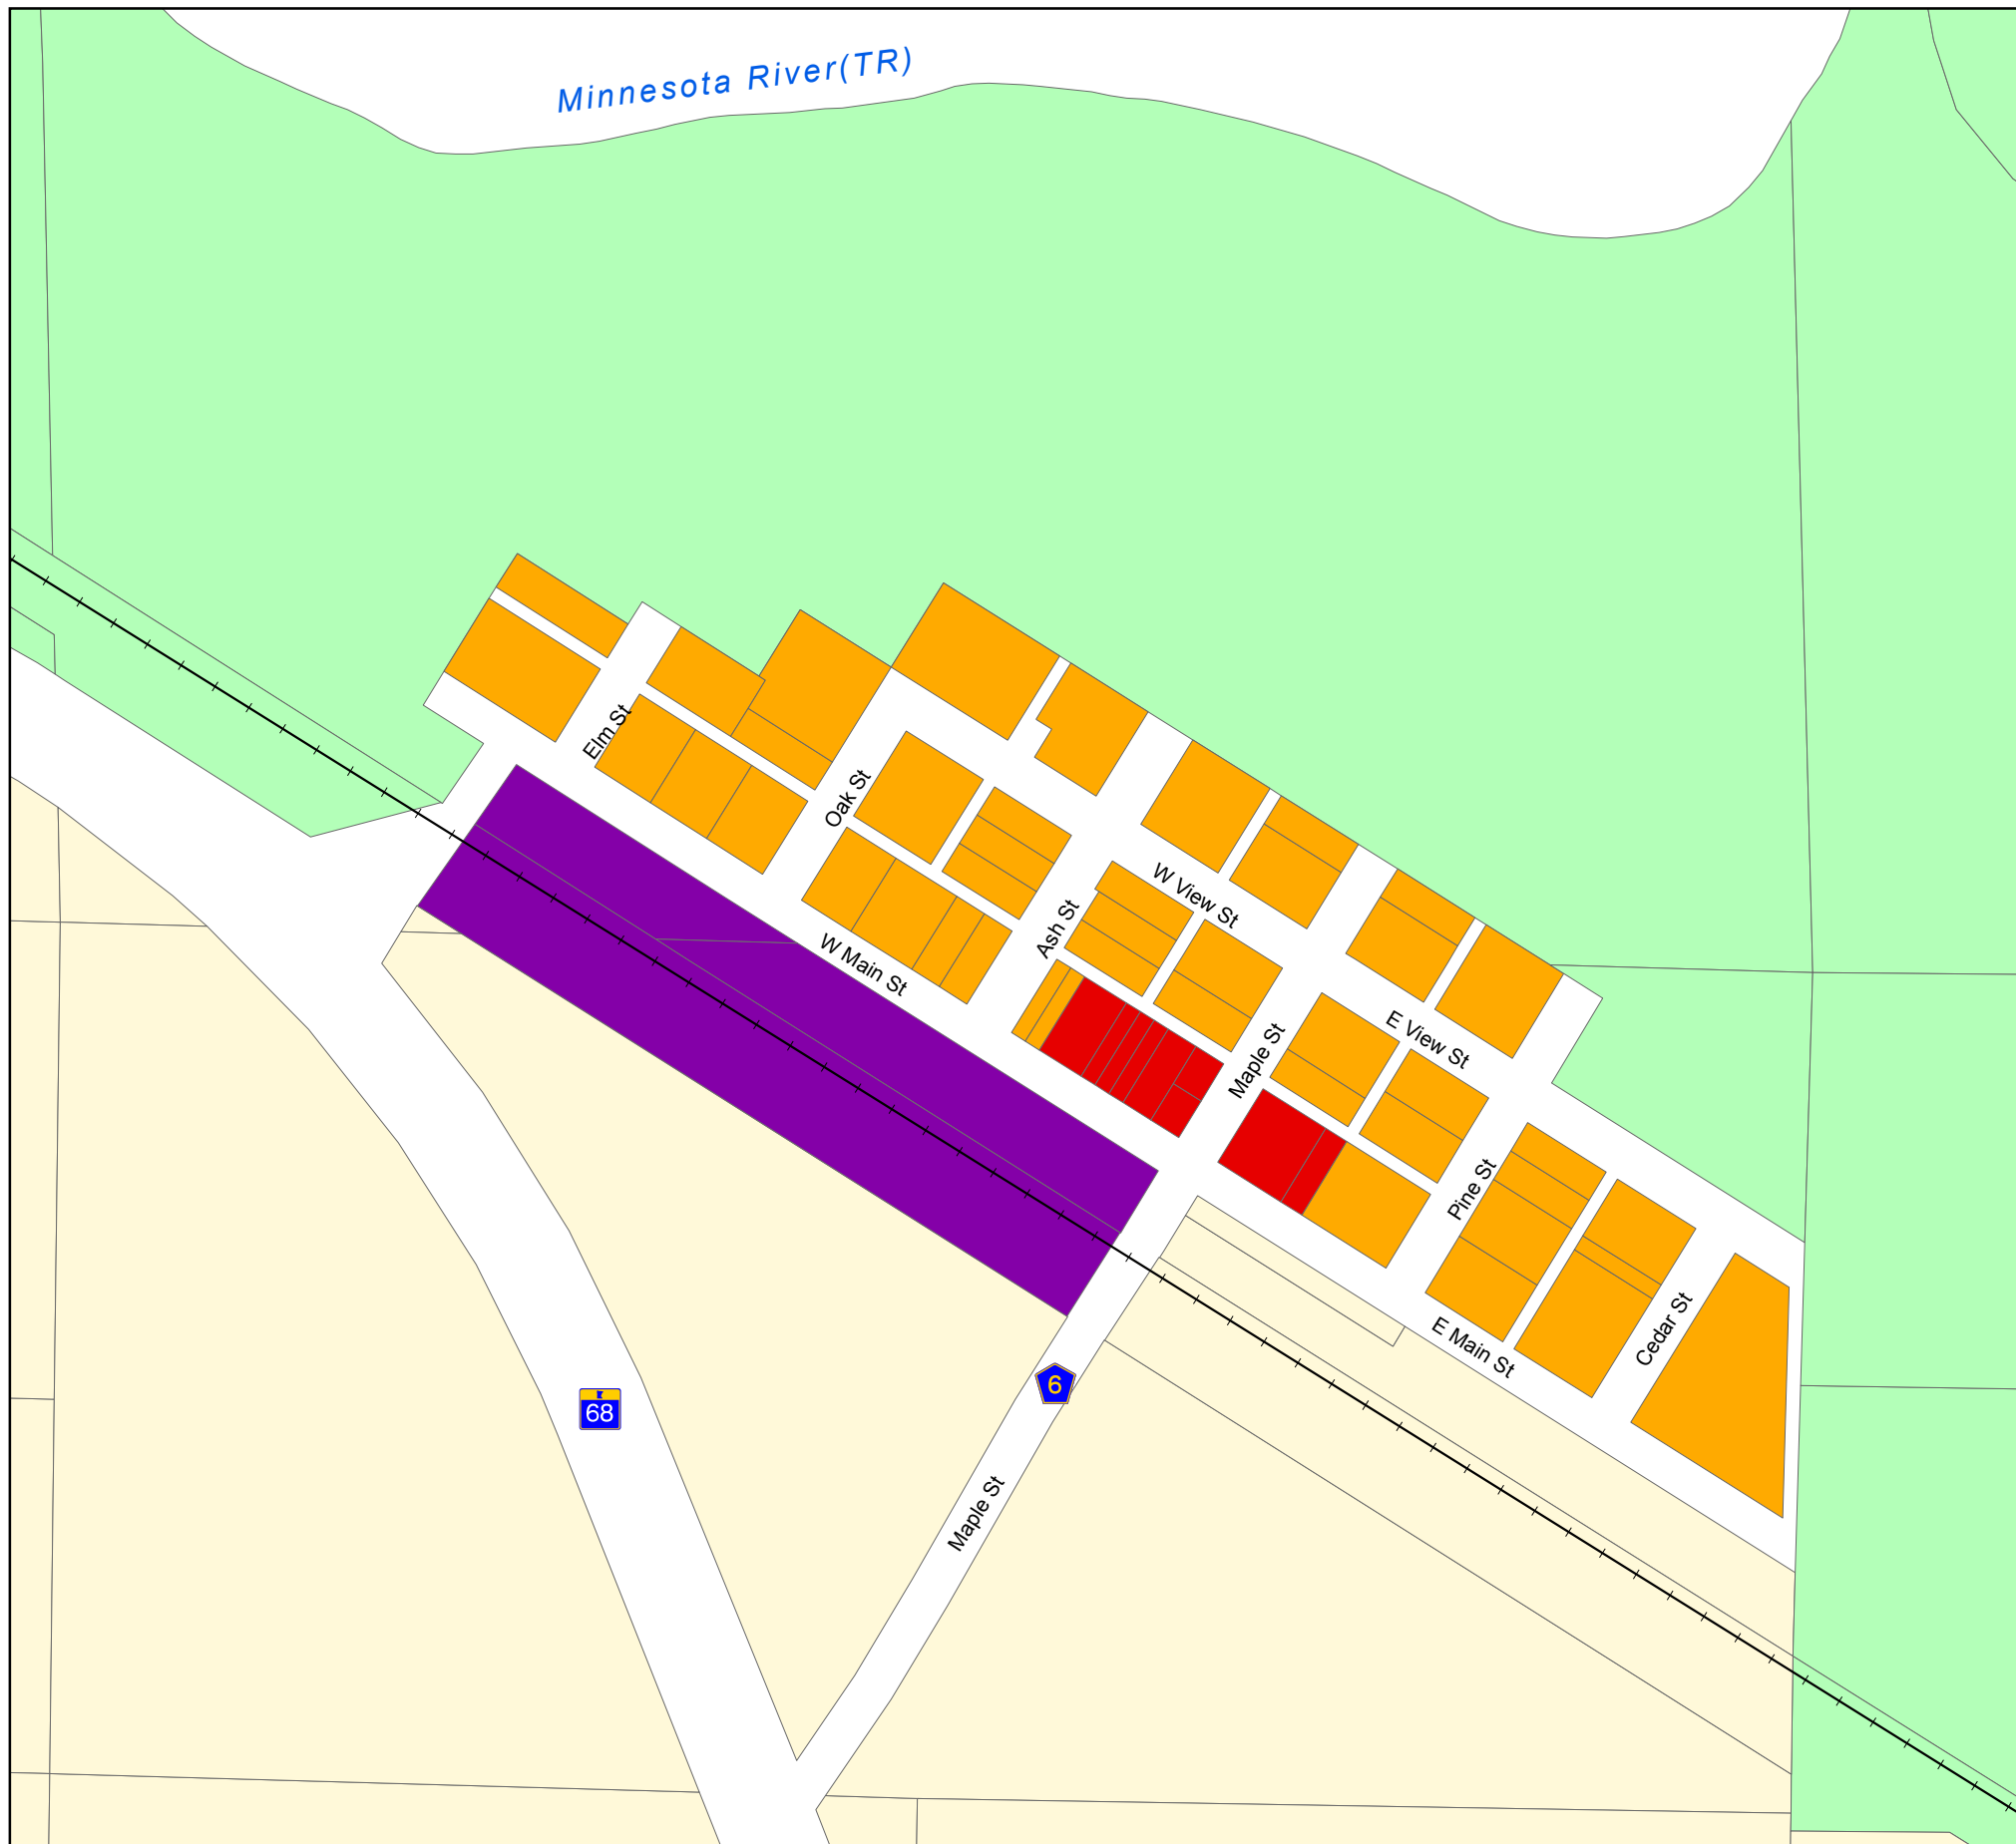 Minnesota River(TR)
Elm St
Oak St
W View St
Ash St
W Main St
E View St
Maple St
Pine St
Cedar St
E Main St
6
68
Maple St